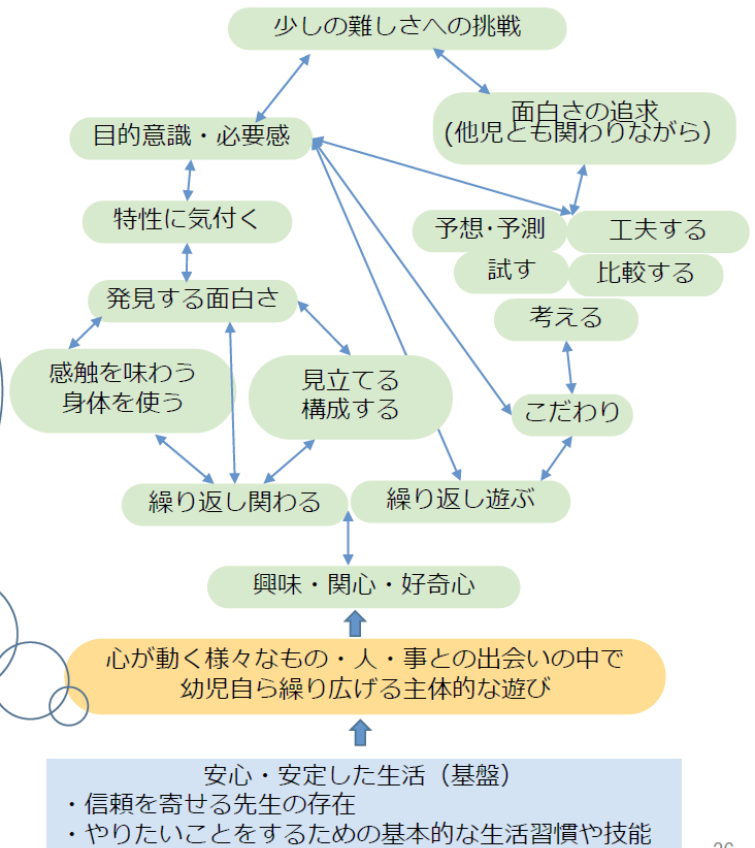 少しの難しさへの挑戦
目的意識・必要感
面白さの追求
(他児とも関わりながら）
特性に気付く
予想･予測
工夫する
試す
比較する
発見する面白さ
考える
感触を味わう
身体を使う
見立てる
構成する
こだわり
繰り返し関わる
繰り返し遊ぶ
興味・関心・好奇心
心が動く様々なもの・人・事との出会いの中で
幼児自ら繰り広げる主体的な遊び
安心・安定した生活（基盤）
・信頼を寄せる先生の存在
・やりたいことをするための基本的な生活習慣や技能